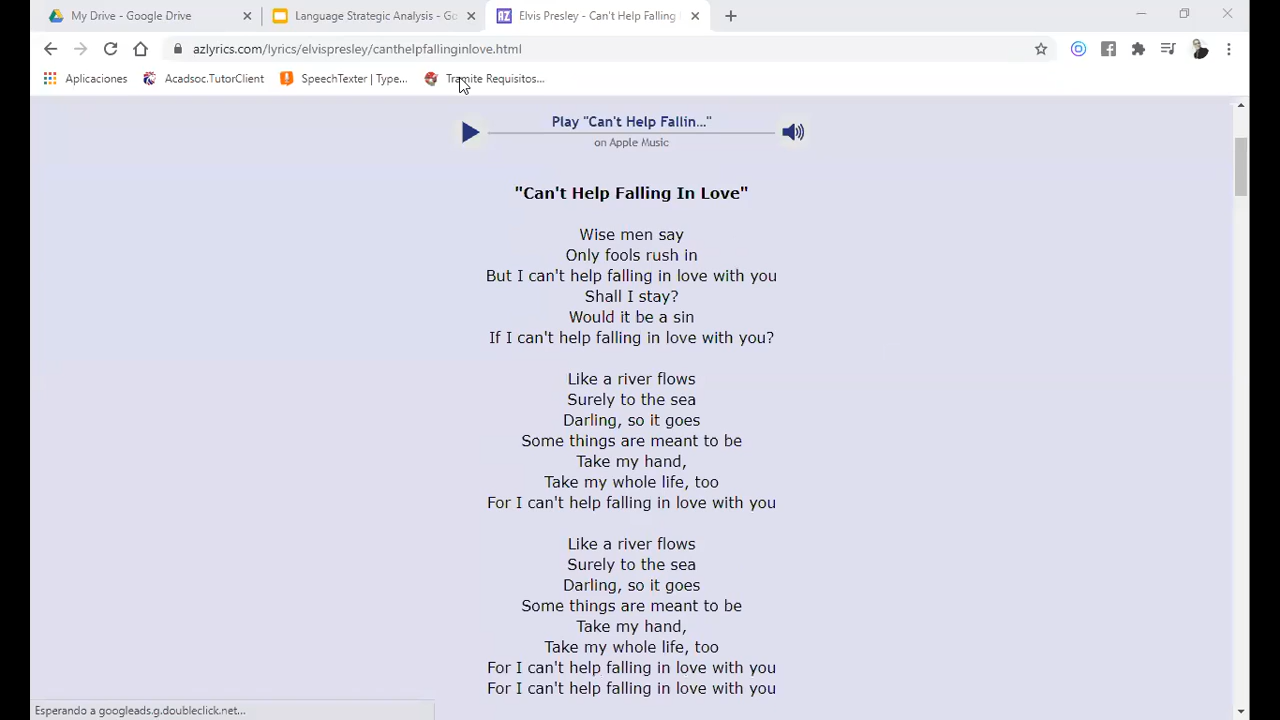 My Drive - Google Drive
Language Strategic Analysis - Go
Elvis Presley - Can't Help Falling
azlyrics.com/lyrics/elvispresley/canthelpfallinginlove.html
Aplicaciones
Acadsoc.TutorClient
SpeechTexter | Type...
Tramite Requisitos...
Play "Can't Help Fallin..."
on Apple Music
"Can't Help Falling In Love"
Wise men say
Only fools rush in
But I can't help falling in love with you
Shall I stay?
Would it be a sin
If I can't help falling in love with you?
Like a river flows
Surely to the sea
Darling, so it goes
Some things are meant to be
Take my hand,
Take my whole life, too
For I can't help falling in love with you
Like a river flows
Surely to the sea
Darling, so it goes
Some things are meant to be
Take my hand,
Take my whole life, too
For I can't help falling in love with you
For I can't help falling in love with you
Esperando a googleads.g.doubleclick.net...